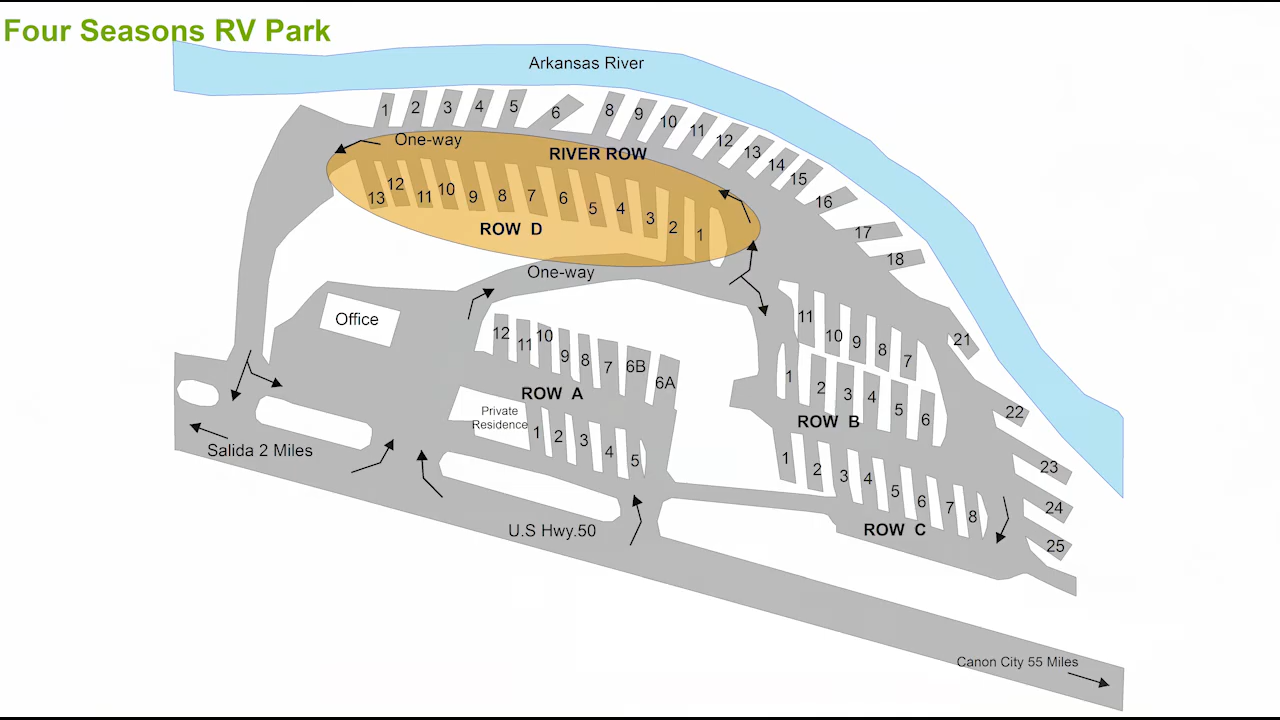 Four Seasons RV Park
Arkansas River
1 2 3 4 5 6 8 9 10 11 12 13 14 15 16 17 18 21 22 23 24 25
One-way
RIVER ROW
13 12 11 10 9 8 7 6 5 4 3 2 1
ROW D
One-way
Office
12 11 10 9 8 7 6B 6A
ROW A
Private
Residence
1 2 3 4 5
11 10 9 8 7
1 2 3 4 5 6
ROW B
1 2 3 4 5 6 7 8
ROW C
Salida 2 Miles
U.S Hwy.50
Canon City 55 Miles